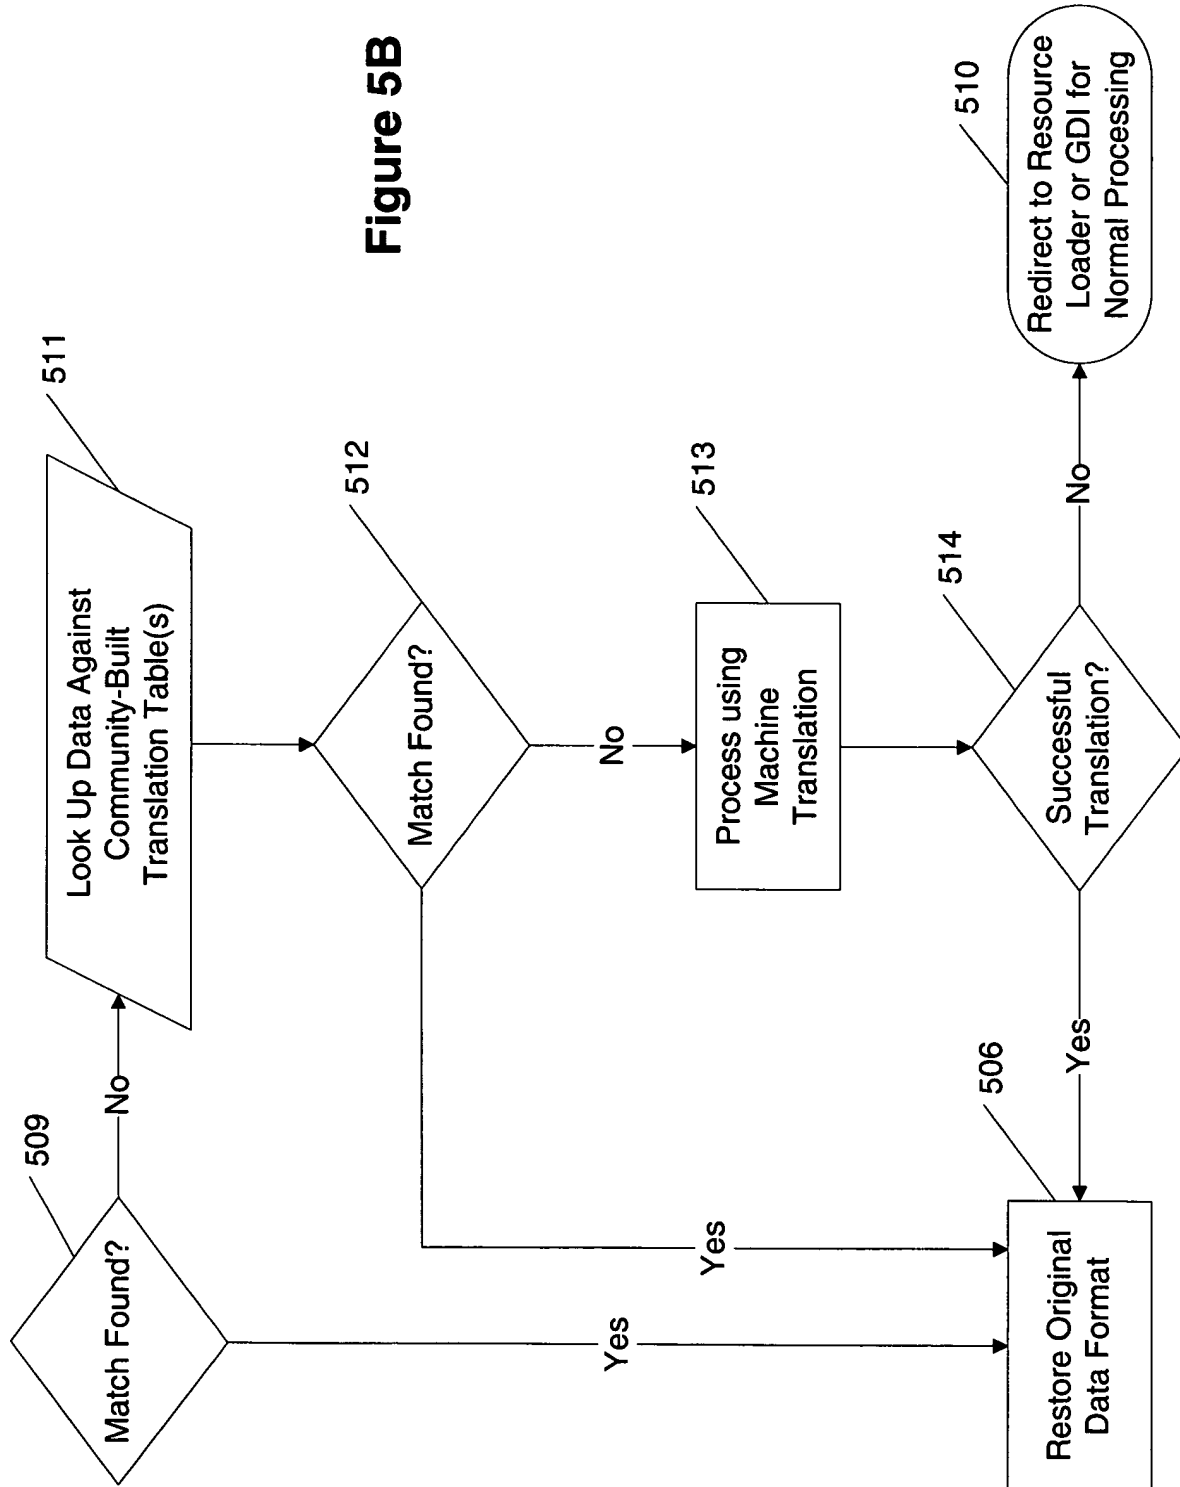 509
Match Found?
No
511
Look Up Data Against
Community-Built
Translation Table(s)
512
Match Found?
Yes
Yes
No
513
Process using
Machine
Translation
514
Successful
Translation?
Yes
No
506
Restore Original
Data Format
510
Redirect to Resource
Loader or GDI for
Normal Processing
Figure 5B